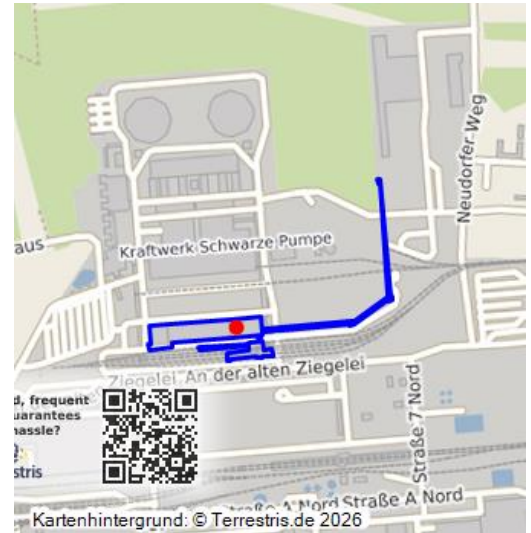 Neudorfer Weg
aus
Kraftwerk Schwarze Pumpe
Ziegelei An der alten Ziegelei
d, frequent
uarantees
hassle?
Straße 7 Nord
stris
A Nord Straße A Nord
Kartenhintergrund: © Terrestris.de 2026